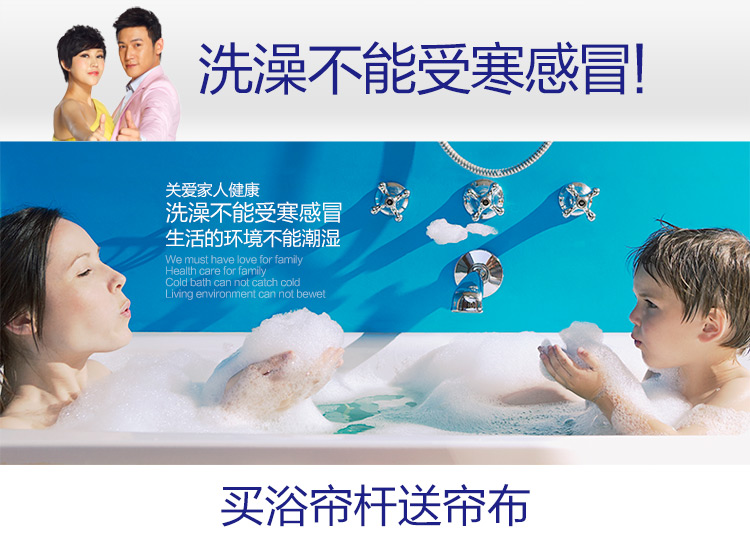 洗澡不能受寒感冒!
关爱家人健康
洗澡不能受寒感冒
生活的环境不能潮湿
We must have love for family
Health care for family
Cold bath can not catch cold
Living environment can not bewet
买浴帘杆送帘布